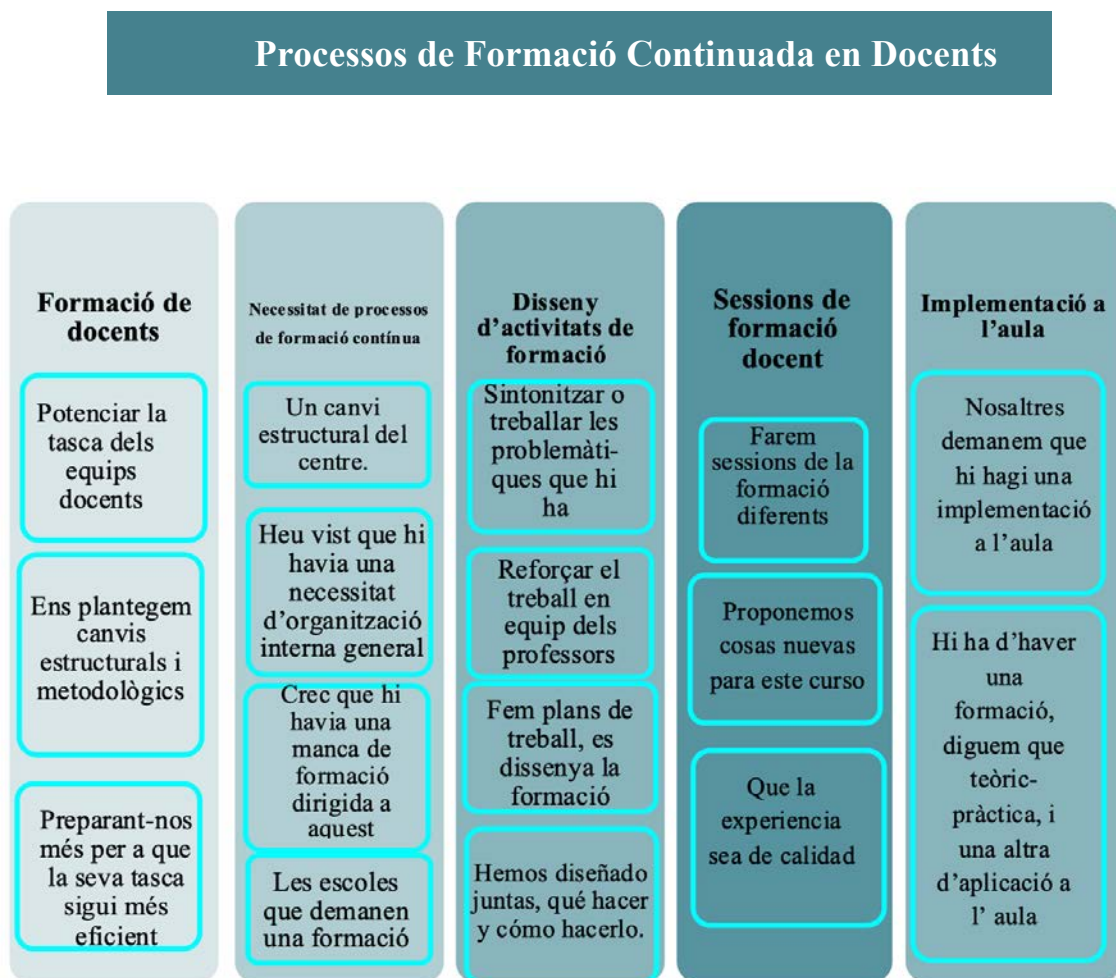 Processos de Formació Continuada en Docents
Formació de
docents
Potenciar la
tasca dels
equips
docents
Ens plantegem
canvis
estructurals i
metodològics
Preparant-nos
més per a que
la seva tasca
sigui més
eficient
Necessitat de processos
de formació contínua
Un canvi
estructural del
centre.
Heu vist que hi
havia una
necessitat
d'organització
interna general
Crec que hi
havia una
manca de
formació
dirigida a
aquest
Les escoles
que demanen
una formació
Disseny
d'activitats de
formació
Sintonitzar o
treballar les
problemàti-
ques que hi
ha
Reforçar el
treball en
equip dels
professors
Fem plans de
treball, es
dissenya la
formació
Hemos diseñado
juntas, qué hacer
y cómo hacerlo.
Sessions de
formació
docent
Farem
sessions de la
formació
diferents
Proponemos
cosas nuevas
para este curso
Que la
experiencia
sea de calidad
Implementació a
l'aula
Nosaltres
demanem que
hi hagi una
implementació
a l'aula
Hi ha d'haver
una
formació,
diguem que
teòric-
pràctica, i
una altra
d'aplicació a
l' aula